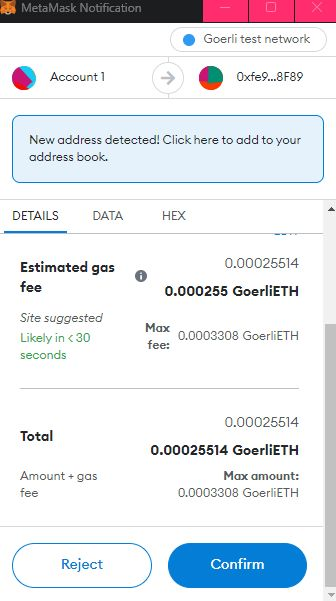 MetaMask Notification
Goerli test network
Account 1
0xfe9...8F89
New address detected! Click here to add to your
address book.
DETAILS
DATA
HEX
Estimated gas
fee
0.00025514
0.000255 GoerliETH
Site suggested
Likely in < 30
seconds
Max
fee:
0.0003308 GoerliETH
Total
0.00025514
0.00025514 GoerliETH
Amount + gas
fee
Max amount:
0.0003308 GoerliETH
Reject
Confirm